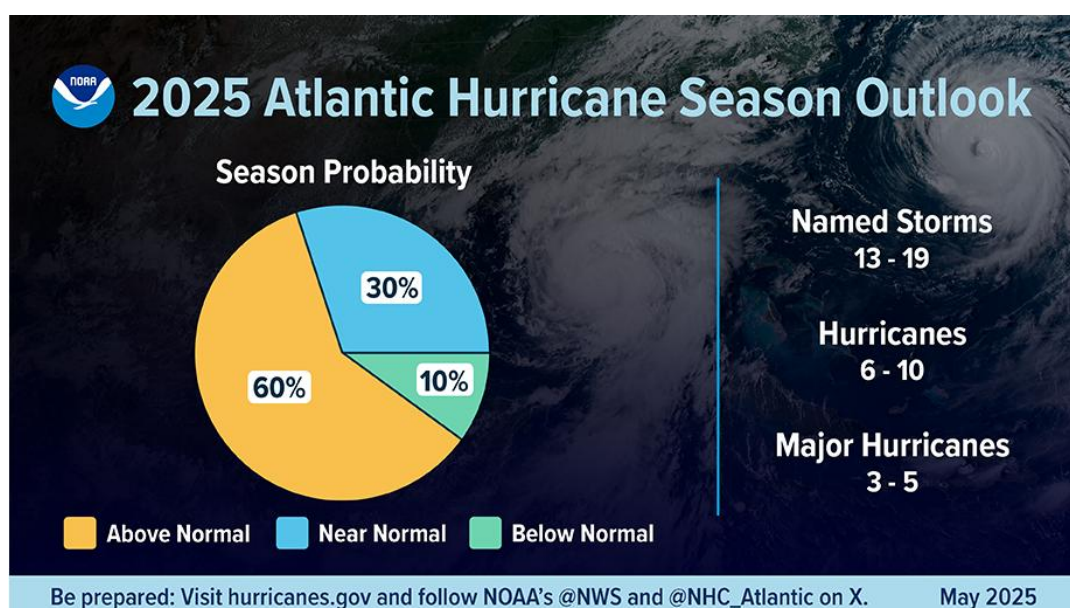 NOAA
2025 Atlantic Hurricane Season Outlook
Season Probability
30%
10%
60%
Above Normal
Near Normal
Below Normal
Named Storms
13 - 19
Hurricanes
6 - 10
Major Hurricanes
3 - 5
Be prepared: Visit hurricanes.gov and follow NOAA's @NWS and @NHC_Atlantic on X.
May 2025